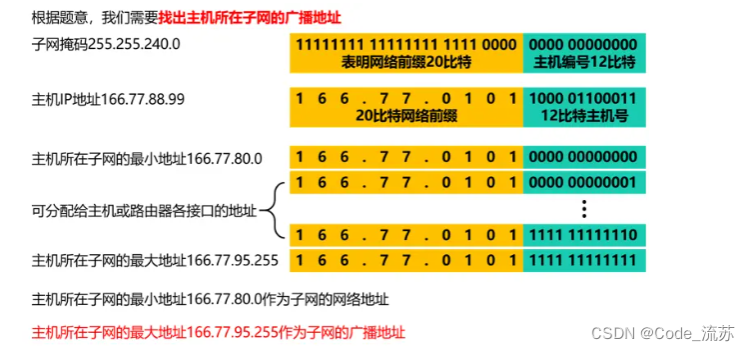 根据题意，我们需要找出主机所在子网的广播地址
子网掩码255.255.240.0
11111111 11111111 1111 0000 0000 00000000
表明网络前缀20比特 主机编号12比特
主机IP地址166.77.88.99
1 6 6 . 7 7 . 0 1 0 1 1000 01100011
20比特网络前缀 12比特主机号
主机所在子网的最小地址166.77.80.0 1 6 6 . 7 7 . 0 1 0 1 0000 00000000
1 6 6 . 7 7 . 0 1 0 1 0000 00000001
可分配给主机或路由器各接口的地址
1 6 6 . 7 7 . 0 1 0 1 1111 11111110
主机所在子网的最大地址166.77.95.255 1 6 6 . 7 7 . 0 1 0 1 1111 11111111
主机所在子网的最小地址166.77.80.0作为子网的网络地址
主机所在子网的最大地址166.77.95.255作为子网的广播地址
CSDN @Code_流苏